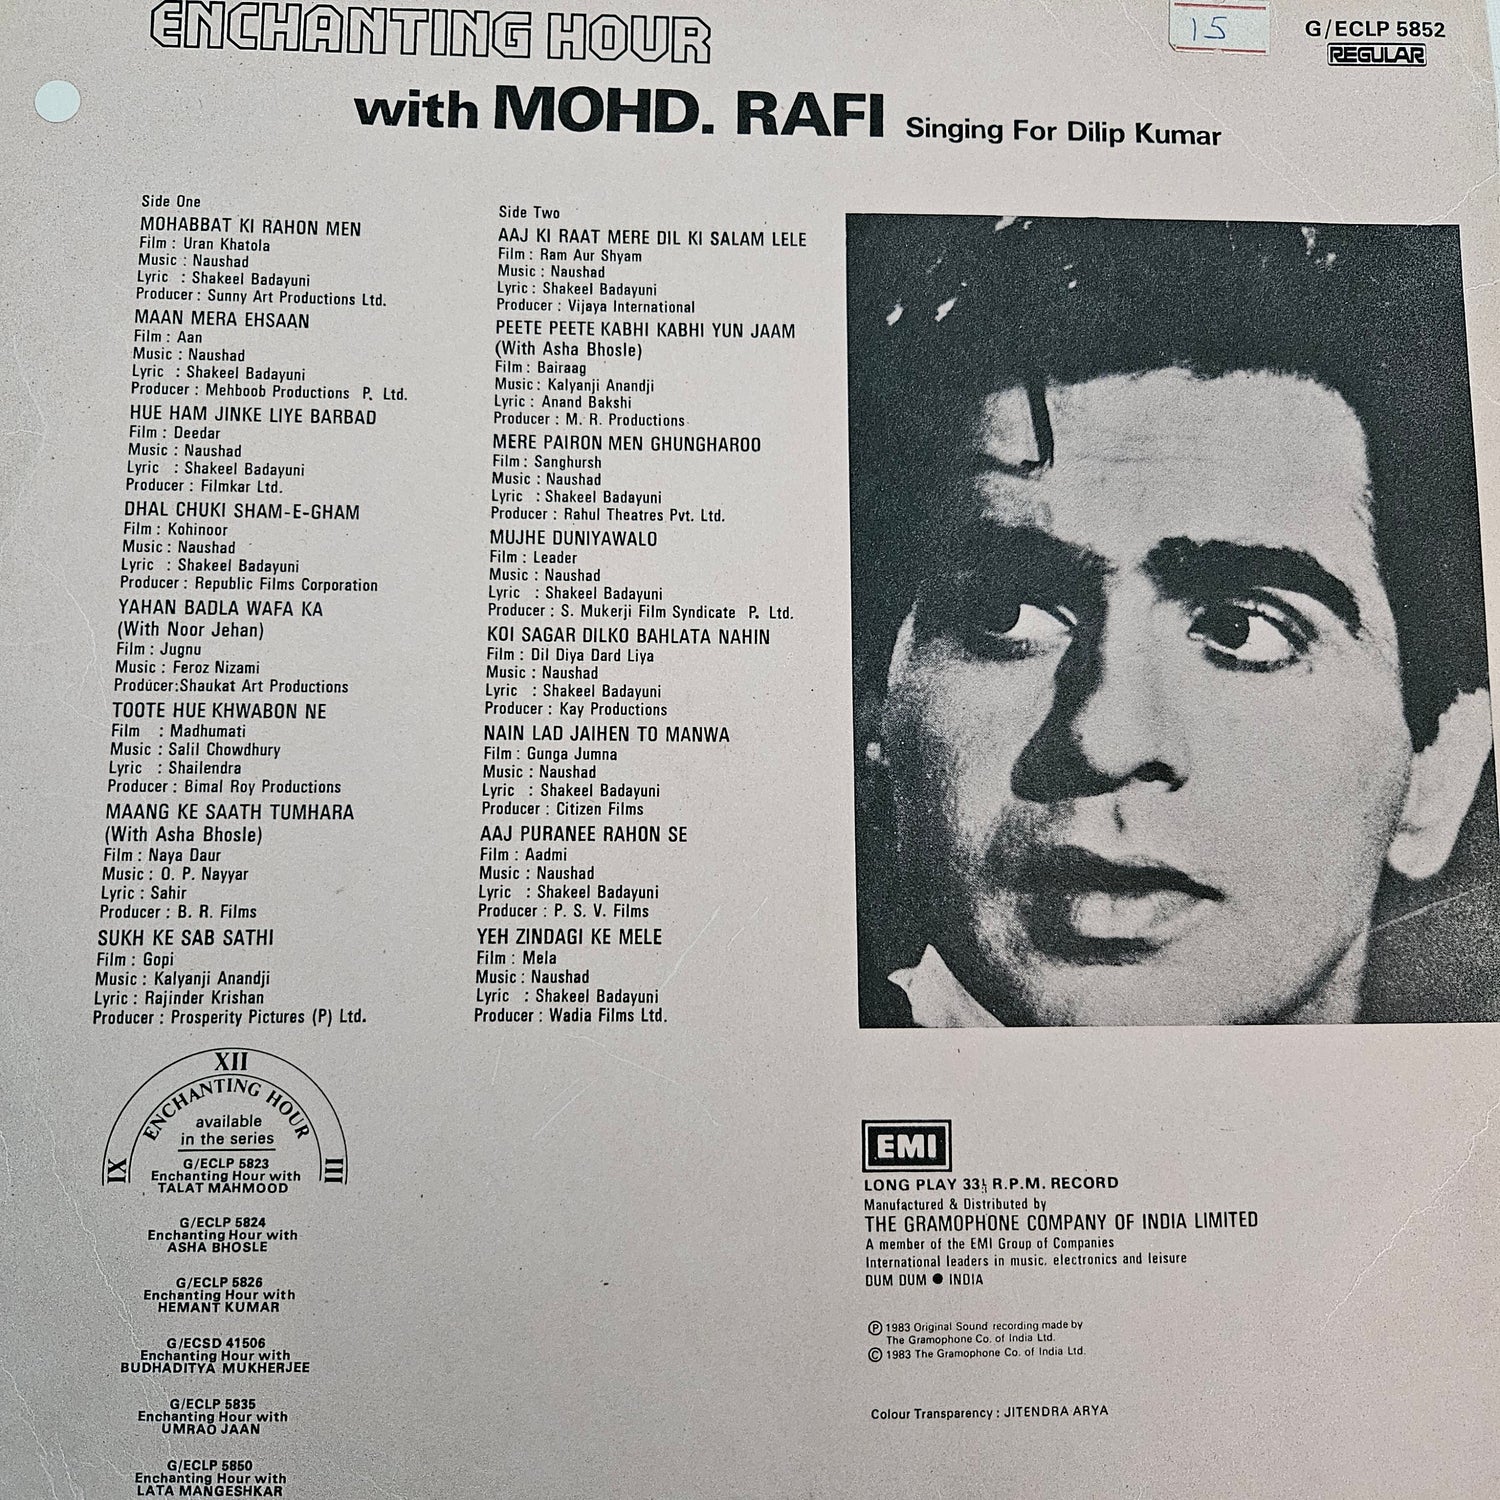 ENCHANTING HOUR
15
G/ECLP 5852
REGULAR
with MOHD. RAFI Singing For Dilip Kumar
Side One
MOHABBAT KI RAHON MEN
Film : Uran Khatola
Music : Naushad
Lyric : Shakeel Badayuni
Producer : Sunny Art Productions Ltd.
MAAN MERA EHSAAN
Film : Aan
Music : Naushad
Lyric : Shakeel Badayuni
Producer : Mehboob Productions P. Ltd.
HUE HAM JINKE LIYE BARBAD
Film : Deedar
Music : Naushad
Lyric : Shakeel Badayuni
Producer : Filmkar Ltd.
DHAL CHUKI SHAM-E-GHAM
Film : Kohinoor
Music : Naushad
Lyric : Shakeel Badayuni
Producer : Republic Films Corporation
YAHAN BADLA WAFA KA
(With Noor Jehan)
Film : Jugnu
Music : Feroz Nizami
Producer:Shaukat Art Productions
TOOTE HUE KHWABON NE
Film : Madhumati
Music : Salil Chowdhury
Lyric : Shailendra
Producer : Bimal Roy Productions
MAANG KE SAATH TUMHARA
(With Asha Bhosle)
Film : Naya Daur
Music : O. P. Nayyar
Lyric : Sahir
Producer : B. R. Films
SUKH KE SAB SATHI
Film : Gopi
Music : Kalyanji Anandji
Lyric : Rajinder Krishan
Producer : Prosperity Pictures (P) Ltd.
Side Two
AAJ KI RAAT MERE DIL KI SALAM LELE
Film : Ram Aur Shyam
Music : Naushad
Lyric : Shakeel Badayuni
Producer : Vijaya International
PEETE PEETE KABHI KABHI YUN JAAM
(With Asha Bhosle)
Film : Bairaag
Music : Kalyanji Anandji
Lyric : Anand Bakshi
Producer : M. R. Productions
MERE PAIRON MEN GHUNGHAROO
Film : Sanghursh
Music : Naushad
Lyric : Shakeel Badayuni
Producer : Rahul Theatres Pvt. Ltd.
MUJHE DUNIYAWALO
Film : Leader
Music : Naushad
Lyric : Shakeel Badayuni
Producer : S. Mukerji Film Syndicate P. Ltd.
KOI SAGAR DILKO BAHLATA NAHIN
Film : Dil Diya Dard Liya
Music : Naushad
Lyric : Shakeel Badayuni
Producer : Kay Productions
NAIN LAD JAIHEN TO MANWA
Film : Gunga Jumna
Music : Naushad
Lyric : Shakeel Badayuni
Producer : Citizen Films
AAJ PURANEE RAHON SE
Film : Aadmi
Music : Naushad
Lyric : Shakeel Badayuni
Producer : P. S. V. Films
YEH ZINDAGI KE MELE
Film : Mela
Music : Naushad
Lyric : Shakeel Badayuni
Producer : Wadia Films Ltd.
XII
ENCHANTING HOUR
IX
III
available
in the series
G/ECLP 5823
Enchanting Hour with
TALAT MAHMOOD
G/ECLP 5824
Enchanting Hour with
ASHA BHOSLE
G/ECLP 5826
Enchanting Hour with
HEMANT KUMAR
G/ECSD 41506
Enchanting Hour with
BUDHADITYA MUKHERJEE
G/ECLP 5835
Enchanting Hour with
UMRAO JAAN
G/ECLP 5850
Enchanting Hour with
LATA MANGESHKAR
EMI
LONG PLAY 33⅓ R.P.M. RECORD
Manufactured & Distributed by
THE GRAMOPHONE COMPANY OF INDIA LIMITED
A member of the EMI Group of Companies
International leaders in music, electronics and leisure
DUM DUM ● INDIA
Ⓟ 1983 Original Sound recording made by
The Gramophone Co. of India Ltd.
© 1983 The Gramophone Co. of India Ltd.
Colour Transparency : JITENDRA ARYA